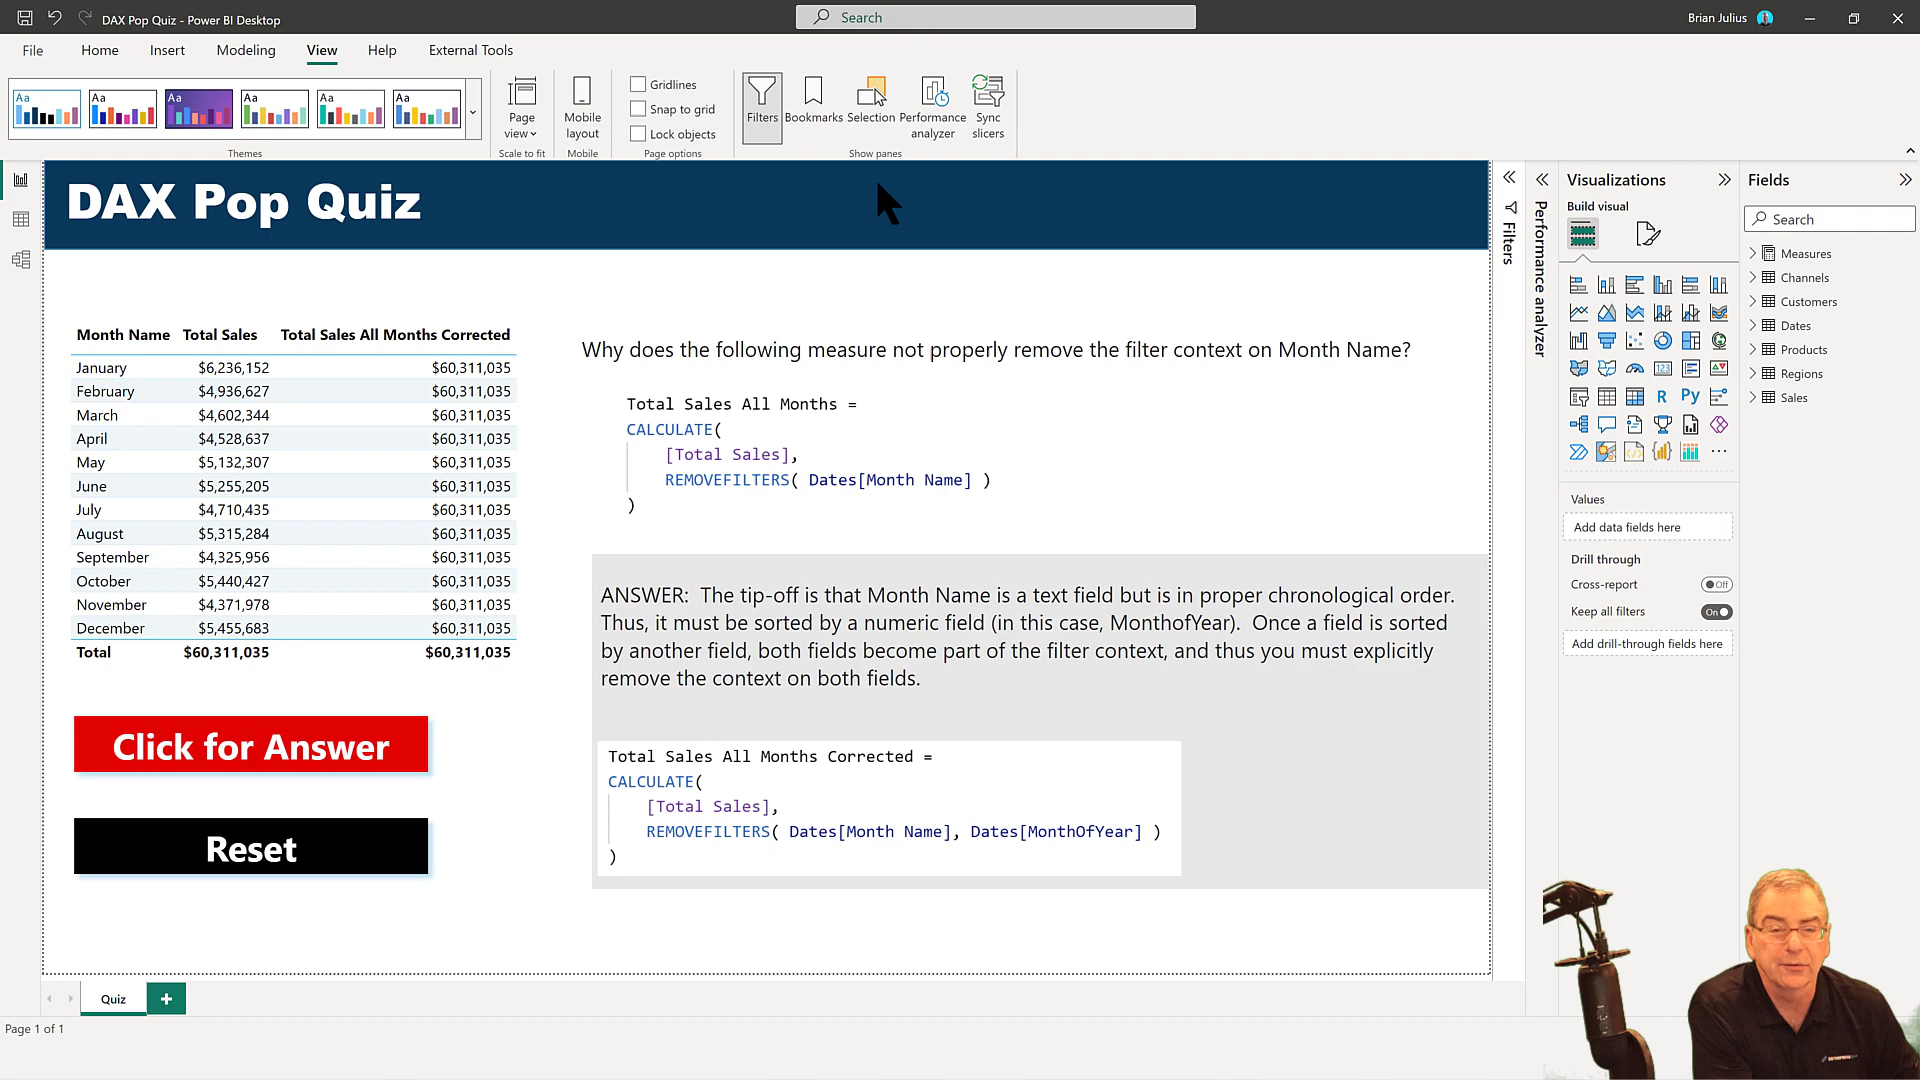 DAX Pop Quiz - Power BI Desktop
Search
Brian Julius
File Home Insert Modeling View Help External Tools
Aa Aa Aa Aa Aa Aa
Page view
Mobile layout
Gridlines
Snap to grid
Lock objects
Filters
Bookmarks
Selection
Performance analyzer
Sync slicers
Themes
Scale to fit
Mobile
Page options
Show panes
DAX Pop Quiz
Month Name Total Sales Total Sales All Months Corrected
January $6,236,152 $60,311,035
February $4,936,627 $60,311,035
March $4,602,344 $60,311,035
April $4,528,637 $60,311,035
May $5,132,307 $60,311,035
June $5,255,205 $60,311,035
July $4,710,435 $60,311,035
August $5,315,284 $60,311,035
September $4,325,956 $60,311,035
October $5,440,427 $60,311,035
November $4,371,978 $60,311,035
December $5,455,683 $60,311,035
Total $60,311,035 $60,311,035
Click for Answer
Reset
Why does the following measure not properly remove the filter context on Month Name?
Total Sales All Months =
CALCULATE(
[Total Sales],
REMOVEFILTERS( Dates[Month Name] )
)
ANSWER: The tip-off is that Month Name is a text field but is in proper chronological order.
Thus, it must be sorted by a numeric field (in this case, MonthofYear). Once a field is sorted
by another field, both fields become part of the filter context, and thus you must explicitly
remove the context on both fields.
Total Sales All Months Corrected =
CALCULATE(
[Total Sales],
REMOVEFILTERS( Dates[Month Name], Dates[MonthOfYear] )
)
Filters
Performance analyzer
Visualizations
Build visual
123
R
Py
Values
Add data fields here
Drill through
Cross-report Off
Keep all filters On
Add drill-through fields here
Fields
Search
Measures
Channels
Customers
Dates
Products
Regions
Sales
Quiz
Page 1 of 1